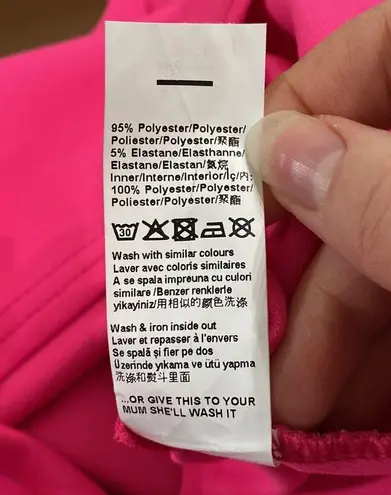 95% Polyester/Polyester/
Poliester/Polyester/聚酯
5% Elastane/Elasthanne/
Elastane/Elastan/氨纶
Inner/Interne/Interior/İç/内
100% Polyester/Polyester/
Poliester/Polyester/聚酯
30
Wash with similar colours
Laver avec coloris similaires
A se spala impreuna cu culori
similare /Benzer renklerle
yikayiniz/用相似的颜色洗涤
Wash & iron inside out
Laver et repasser à l'envers
Se spală și fier pe dos
Üzerinde yıkama ve ütü yapma
洗涤和熨斗里面
...OR GIVE THIS TO YOUR
MUM SHE'LL WASH IT